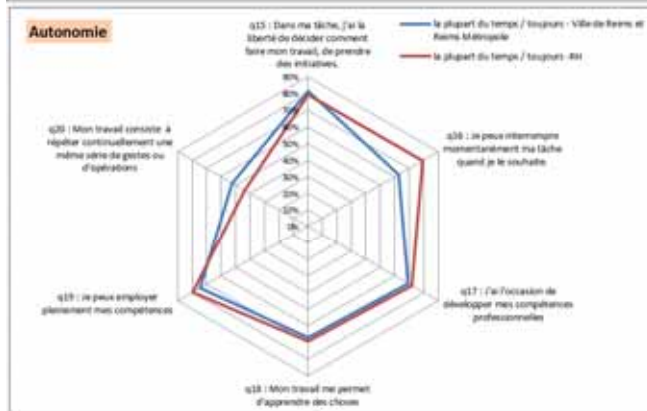 Autonomie
q15 : Dans ma tâche, j'ai la
liberté de décider comment
faire mon travail, de prendre
des initiatives.
la plupart du temps / toujours - Ville de Reims et
Reims Métropole
la plupart du temps / toujours -RH
90%
80%
70%
60%
50%
40%
30%
20%
10%
0%
q16 : Je peux interrompre
momentanément ma tâche
quand je le souhaite.
q17 : J'ai l'occasion de
développer mes compétences
professionnelles
q18 : Mon travail me permet
d'apprendre des choses
q19 : Je peux employer
pleinement mes compétences
q20 : Mon travail consiste à
répéter continuellement une
même série de gestes ou
d'opérations